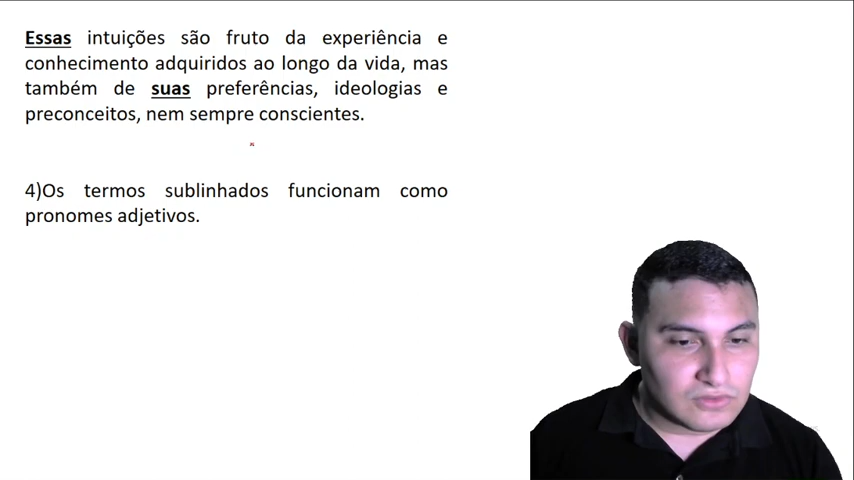 Essas intuições são fruto da experiência e
conhecimento adquiridos ao longo da vida, mas
também de suas preferências, ideologias e
preconceitos, nem sempre conscientes.
4)Os termos sublinhados funcionam como
pronomes adjetivos.